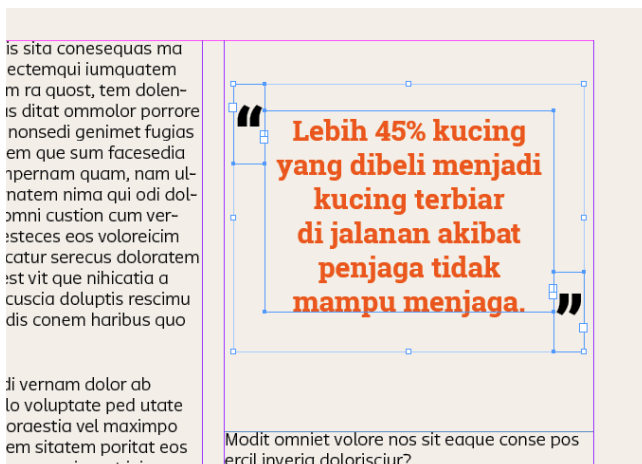 is sita conesequas ma
ectemqui iumquatem
m ra quost, tem dolen-
s ditat ommolor porrore
nonsedi genimet fugias
em que sum facesedia
npernam quam, nam ul-
natem nima qui odi dol-
omni custion cum ver-
esteces eos voloreicim
catur serecus doloratem
est vit que nihicatia a
cuscia doluptis rescimu
dis conem haribus quo
di vernam dolor ab
lo voluptate ped utate
oraestia vel maximpo
em sitatem poritat eos
“
Lebih 45% kucing
yang dibeli menjadi
kucing terbiar
di jalanan akibat
penjaga tidak
mampu menjaga.
”
Modit omniet volore nos sit eaque conse pos
ercil inveria dolorisciur?